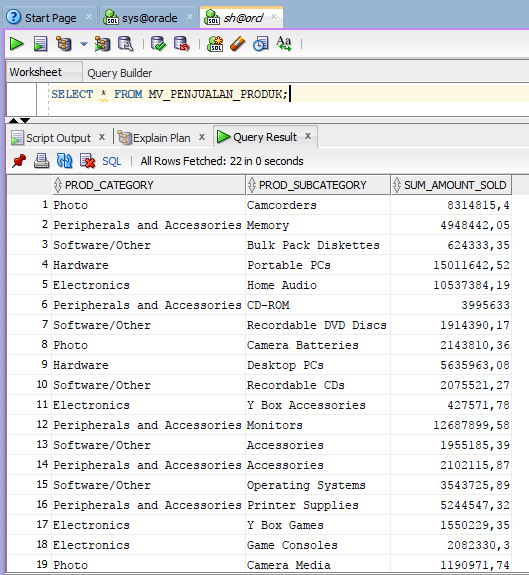 Start Page × sys@oracle × sh@orcl ×
Worksheet Query Builder
SELECT * FROM MV_PENJUALAN_PRODUK;
Script Output × Explain Plan × Query Result ×
SQL | All Rows Fetched: 22 in 0 seconds
PROD_CATEGORY PROD_SUBCATEGORY SUM_AMOUNT_SOLD
1 Photo Camcorders 8314815,4
2 Peripherals and Accessories Memory 4948442,05
3 Software/Other Bulk Pack Diskettes 624333,35
4 Hardware Portable PCs 15011642,52
5 Electronics Home Audio 10537384,19
6 Peripherals and Accessories CD-ROM 3995633
7 Software/Other Recordable DVD Discs 1914390,17
8 Photo Camera Batteries 2143810,36
9 Hardware Desktop PCs 5635963,08
10 Software/Other Recordable CDs 2075521,27
11 Electronics Y Box Accessories 427571,78
12 Peripherals and Accessories Monitors 12687899,58
13 Software/Other Accessories 1955185,39
14 Peripherals and Accessories Accessories 2102115,87
15 Software/Other Operating Systems 3543725,89
16 Peripherals and Accessories Printer Supplies 5244547,32
17 Electronics Y Box Games 1550229,35
18 Electronics Game Consoles 2082330,3
19 Photo Camera Media 1190971,74